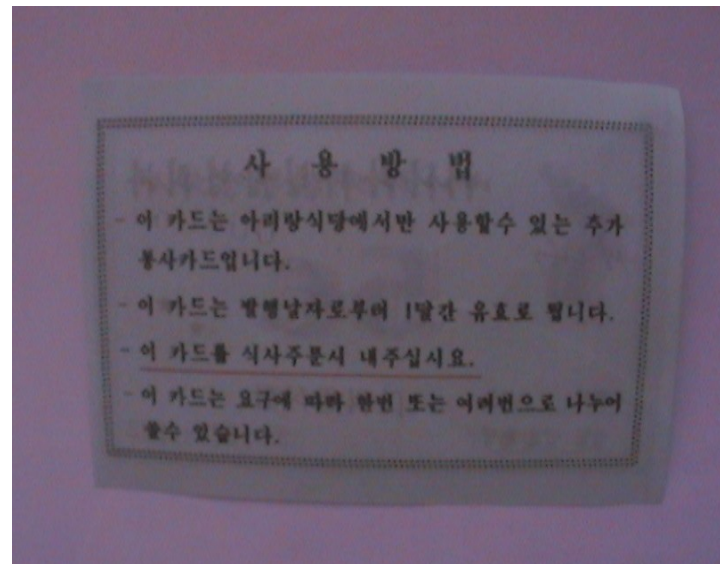 사 용 방 법
- 이 카드는 아리랑식당에서만 사용할수 있는 추가
봉사카드입니다.
- 이 카드는 발행날자로부터 1달간 유효로 됩니다.
- 이 카드를 식사주문시 내주십시요.
- 이 카드는 요구에 따라 한번 또는 여러번으로 나누어
쓸수 있습니다.